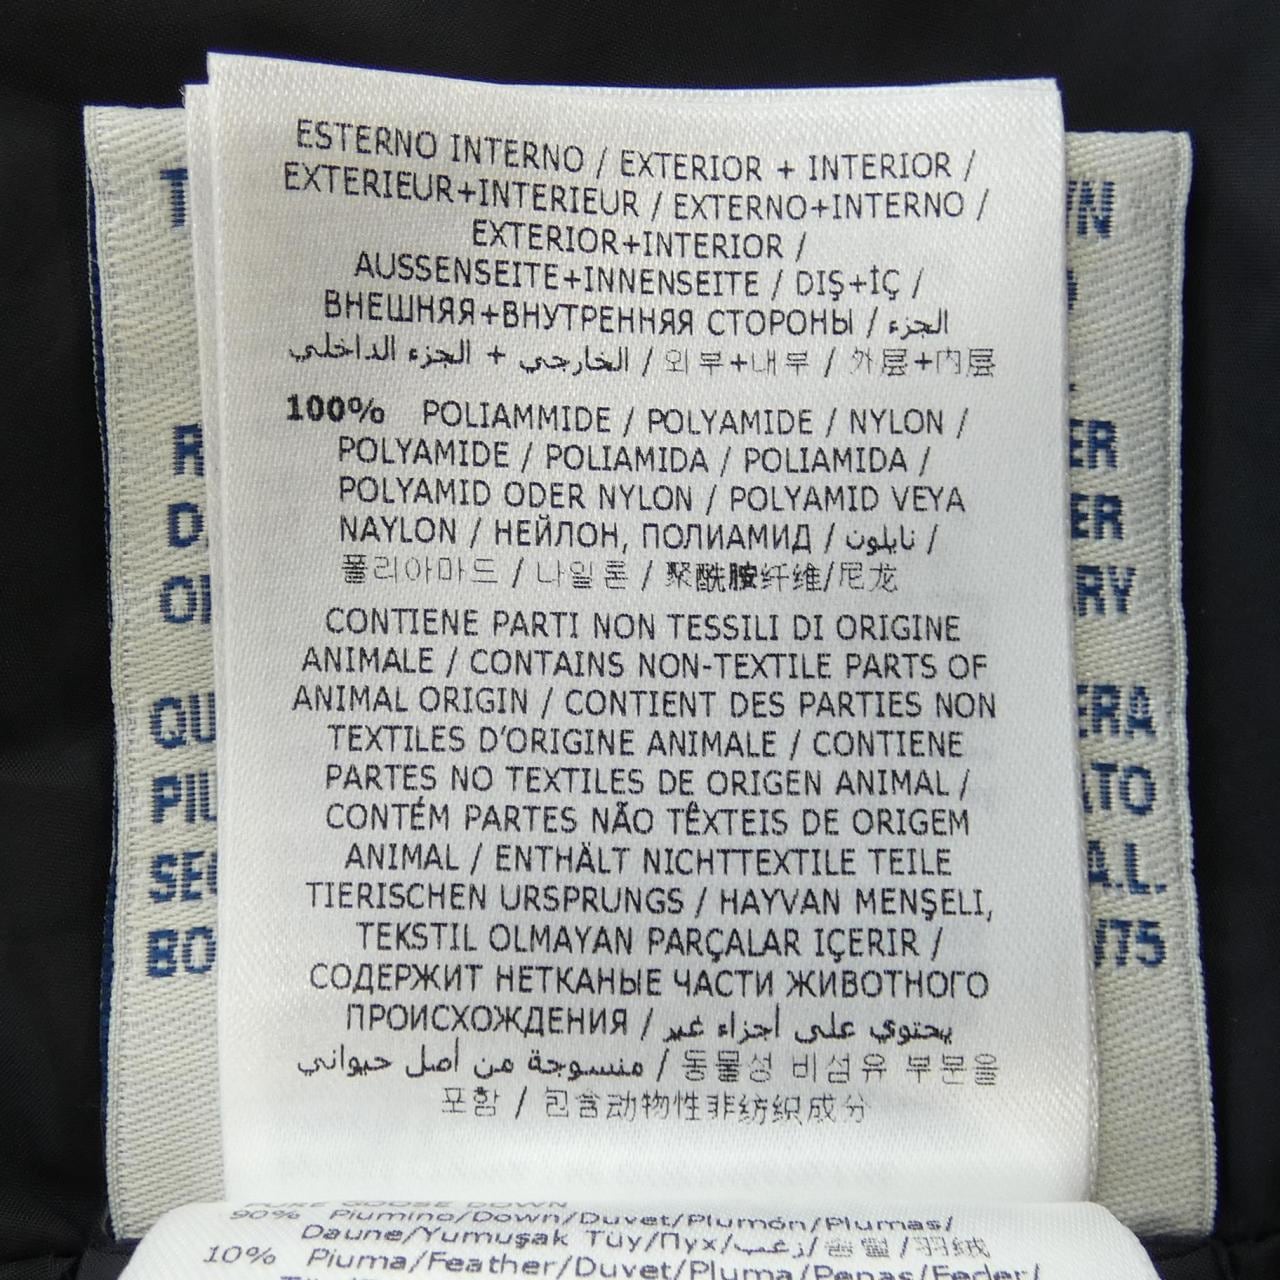 ESTERNO INTERNO / EXTERIOR + INTERIOR /
EXTERIEUR+INTERIEUR / EXTERNO+INTERNO /
EXTERIOR+INTERIOR /
AUSSENSEITE+INNENSEITE / DIŞ+İÇ /
ВНЕШНЯЯ+ВНУТРЕННЯЯ СТОРОНЫ / الجزء
الخارجي + الجزء الداخلي / 외부+내부 / 外层+内层
100% POLIAMMIDE / POLYAMIDE / NYLON /
POLYAMIDE / POLIAMIDA / POLIAMIDA /
POLYAMID ODER NYLON / POLYAMID VEYA
NAYLON / НЕЙЛОН, ПОЛИАМИД / نايلون /
폴리아마드 / 나일론 / 聚酰胺纤维/尼龙
CONTIENE PARTI NON TESSILI DI ORIGINE
ANIMALE / CONTAINS NON-TEXTILE PARTS OF
ANIMAL ORIGIN / CONTIENT DES PARTIES NON
TEXTILES D'ORIGINE ANIMALE / CONTIENE
PARTES NO TEXTILES DE ORIGEN ANIMAL /
CONTÉM PARTES NÃO TÊXTEIS DE ORIGEM
ANIMAL / ENTHÄLT NICHTTEXTILE TEILE
TIERISCHEN URSPRUNGS / HAYVAN MENŞELI,
TEKSTIL OLMAYAN PARÇALAR IÇERIR /
СОДЕРЖИТ НЕТКАНЫЕ ЧАСТИ ЖИВОТНОГО
ПРОИСХОЖДЕНИЯ / يحتوي على أجزاء غير
منسوجة من أصل حيواني / 동물성 비섬유 부분을
포함 / 包含动物性非纺织成分
90% Piumino/Down/Duvet/Plumón/Plumas/
Daune/Yumuşak Tüy/Пух/زغب/솜털/羽绒
10% Piuma/Feather/Duvet/Pluma/Penas/Feder/